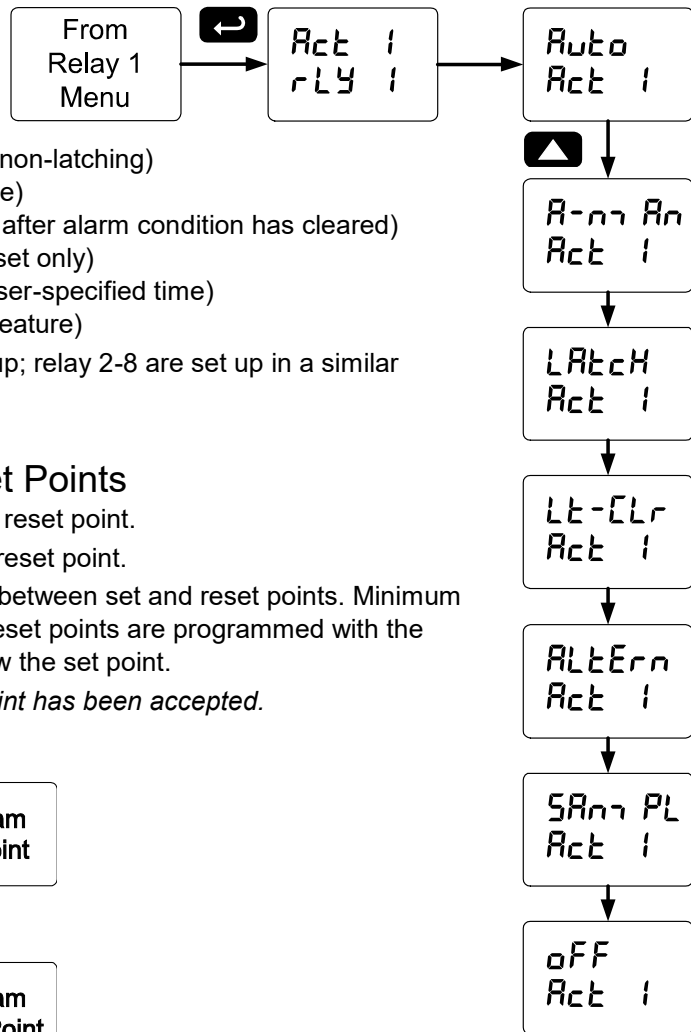 From
Relay 1
Menu
Act 1
rLY 1
Auto
Act 1
non-latching)
e)
after alarm condition has cleared)
set only)
ser-specified time)
eature)
up; relay 2-8 are set up in a similar
A-mAn
Act 1
LAtcH
Act 1
Lt-CLr
Act 1
et Points
reset point.
reset point.
between set and reset points. Minimum
eset points are programmed with the
w the set point.
int has been accepted.
ALtErn
Act 1
am
oint
SAmPL
Act 1
am
Point
oFF
Act 1